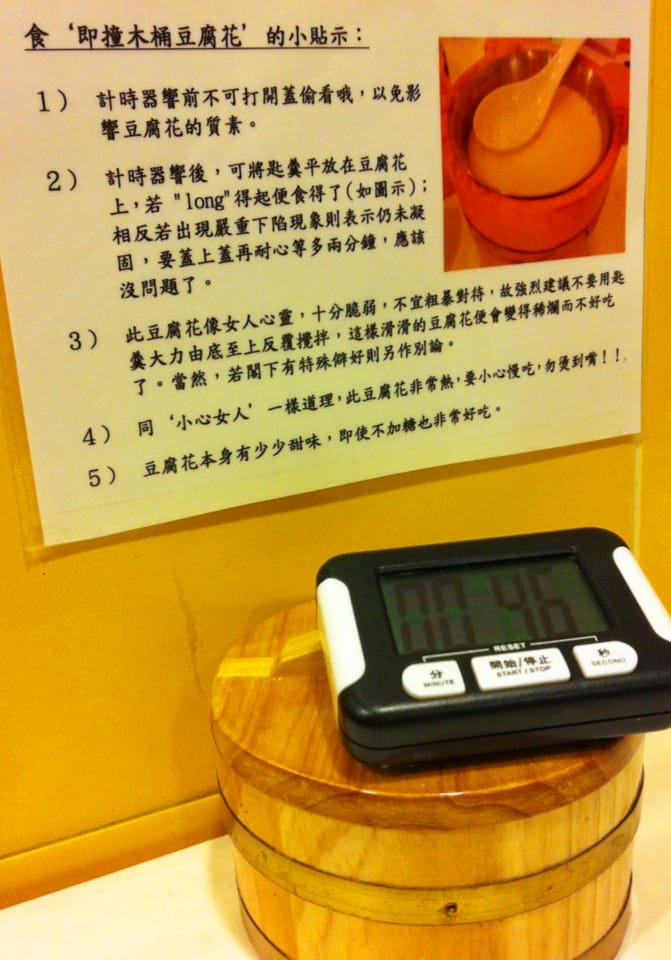 食‘即撞木桶豆腐花’的小貼示：
1） 計時器響前不可打開蓋偷看哦，以免影
響豆腐花的質素。
2） 計時器響後，可將匙羹平放在豆腐花
上，若 "long"得起便食得了(如圖示)；
相反若出現嚴重下陷現象則表示仍未凝
固，要蓋上蓋再耐心等多兩分鐘，應該
沒問題了。
3） 此豆腐花像女人心靈，十分脆弱，不宜粗暴對待，故強烈建議不要用匙
羹大力由底至上反覆攪拌，這樣滑滑的豆腐花便會變得稀爛而不好吃
了。當然，若閣下有特殊僻好則另作別論。
4） 同‘小心女人’一樣道理，此豆腐花非常熱，要小心慢吃，勿燙到嘴！！
5） 豆腐花本身有少少甜味，即使不加糖也非常好吃。
00 46
RESET
分 開始/停止 秒
MINUTE START / STOP SECOND